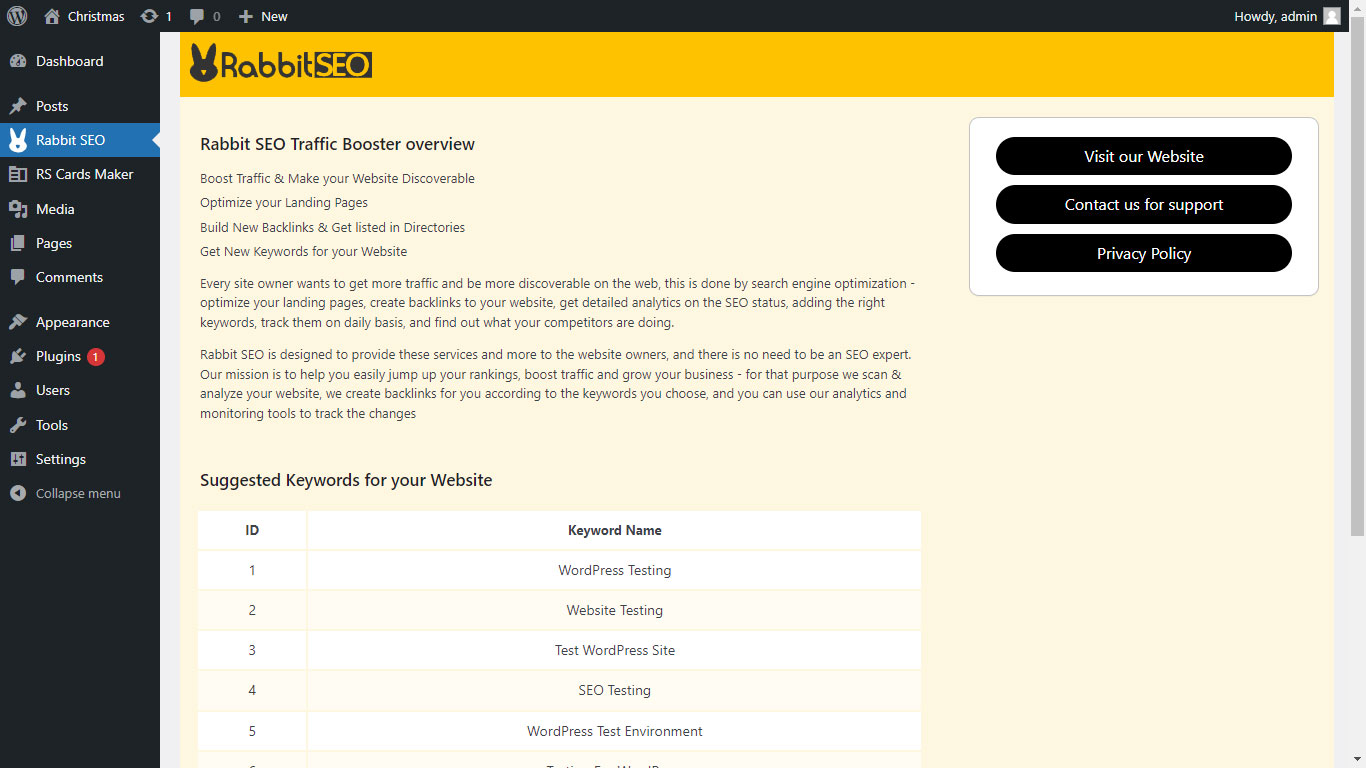 Christmas 1 0 New Howdy, admin
Dashboard
Posts
Rabbit SEO
RS Cards Maker
Media
Pages
Comments
Appearance
Plugins 1
Users
Tools
Settings
Collapse menu
RabbitSEO
Rabbit SEO Traffic Booster overview
Boost Traffic & Make your Website Discoverable
Optimize your Landing Pages
Build New Backlinks & Get listed in Directories
Get New Keywords for your Website
Every site owner wants to get more traffic and be more discoverable on the web, this is done by search engine optimization -
optimize your landing pages, create backlinks to your website, get detailed analytics on the SEO status, adding the right
keywords, track them on daily basis, and find out what your competitors are doing.
Rabbit SEO is designed to provide these services and more to the website owners, and there is no need to be an SEO expert.
Our mission is to help you easily jump up your rankings, boost traffic and grow your business - for that purpose we scan &
analyze your website, we create backlinks for you according to the keywords you choose, and you can use our analytics and
monitoring tools to track the changes
Visit our Website
Contact us for support
Privacy Policy
Suggested Keywords for your Website
ID Keyword Name
1 WordPress Testing
2 Website Testing
3 Test WordPress Site
4 SEO Testing
5 WordPress Test Environment